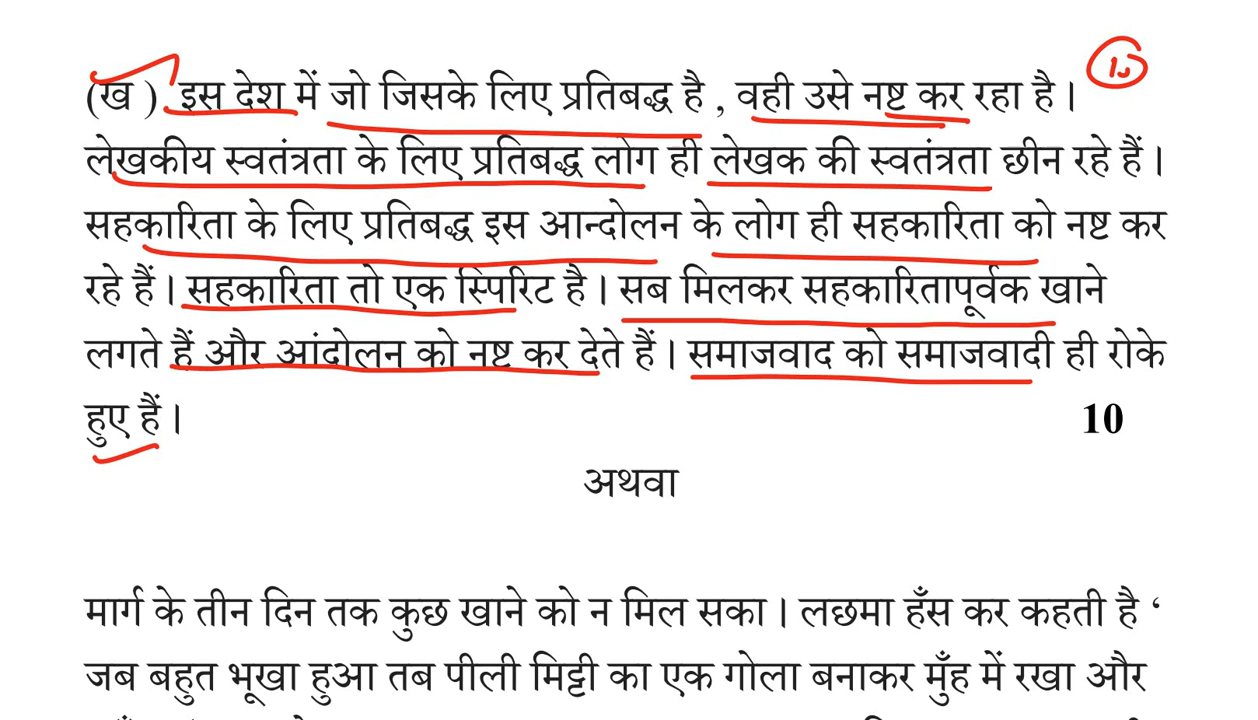 (ख ) इस देश में जो जिसके लिए प्रतिबद्ध है , वही उसे नष्ट कर रहा है।
लेखकीय स्वतंत्रता के लिए प्रतिबद्ध लोग ही लेखक की स्वतंत्रता छीन रहे हैं।
सहकारिता के लिए प्रतिबद्ध इस आन्दोलन के लोग ही सहकारिता को नष्ट कर
रहे हैं। सहकारिता तो एक स्पिरिट है। सब मिलकर सहकारितापूर्वक खाने
लगते हैं और आंदोलन को नष्ट कर देते हैं। समाजवाद को समाजवादी ही रोके
हुए हैं।
10
अथवा
मार्ग के तीन दिन तक कुछ खाने को न मिल सका। लछमा हँस कर कहती है ‘
जब बहुत भूखा हुआ तब पीली मिट्टी का एक गोला बनाकर मुँह में रखा और